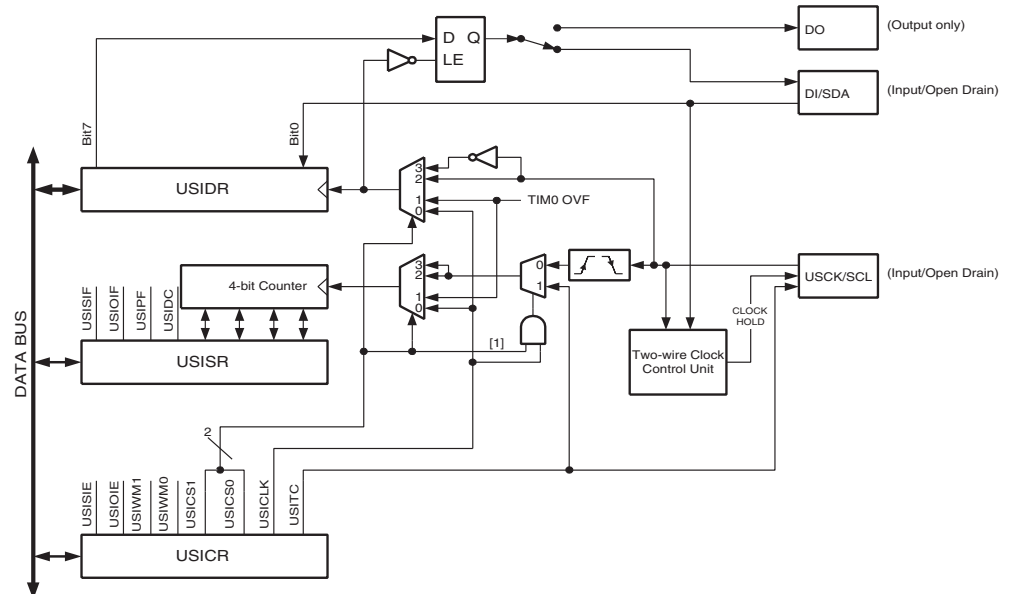 DO
(Output only)
D Q
LE
DI/SDA
(Input/Open Drain)
Bit7
Bit0
USIDR
3
2
1
0
TIM0 OVF
4-bit Counter
3
2
1
0
0
1
USCK/SCL
(Input/Open Drain)
CLOCK
HOLD
USISIF
USIOIF
USIPF
USIDC
[1]
USISR
Two-wire Clock
Control Unit
DATA BUS
2
USISIE
USIOIE
USIWM1
USIWM0
USICS1
USICS0
USICLK
USITC
USICR